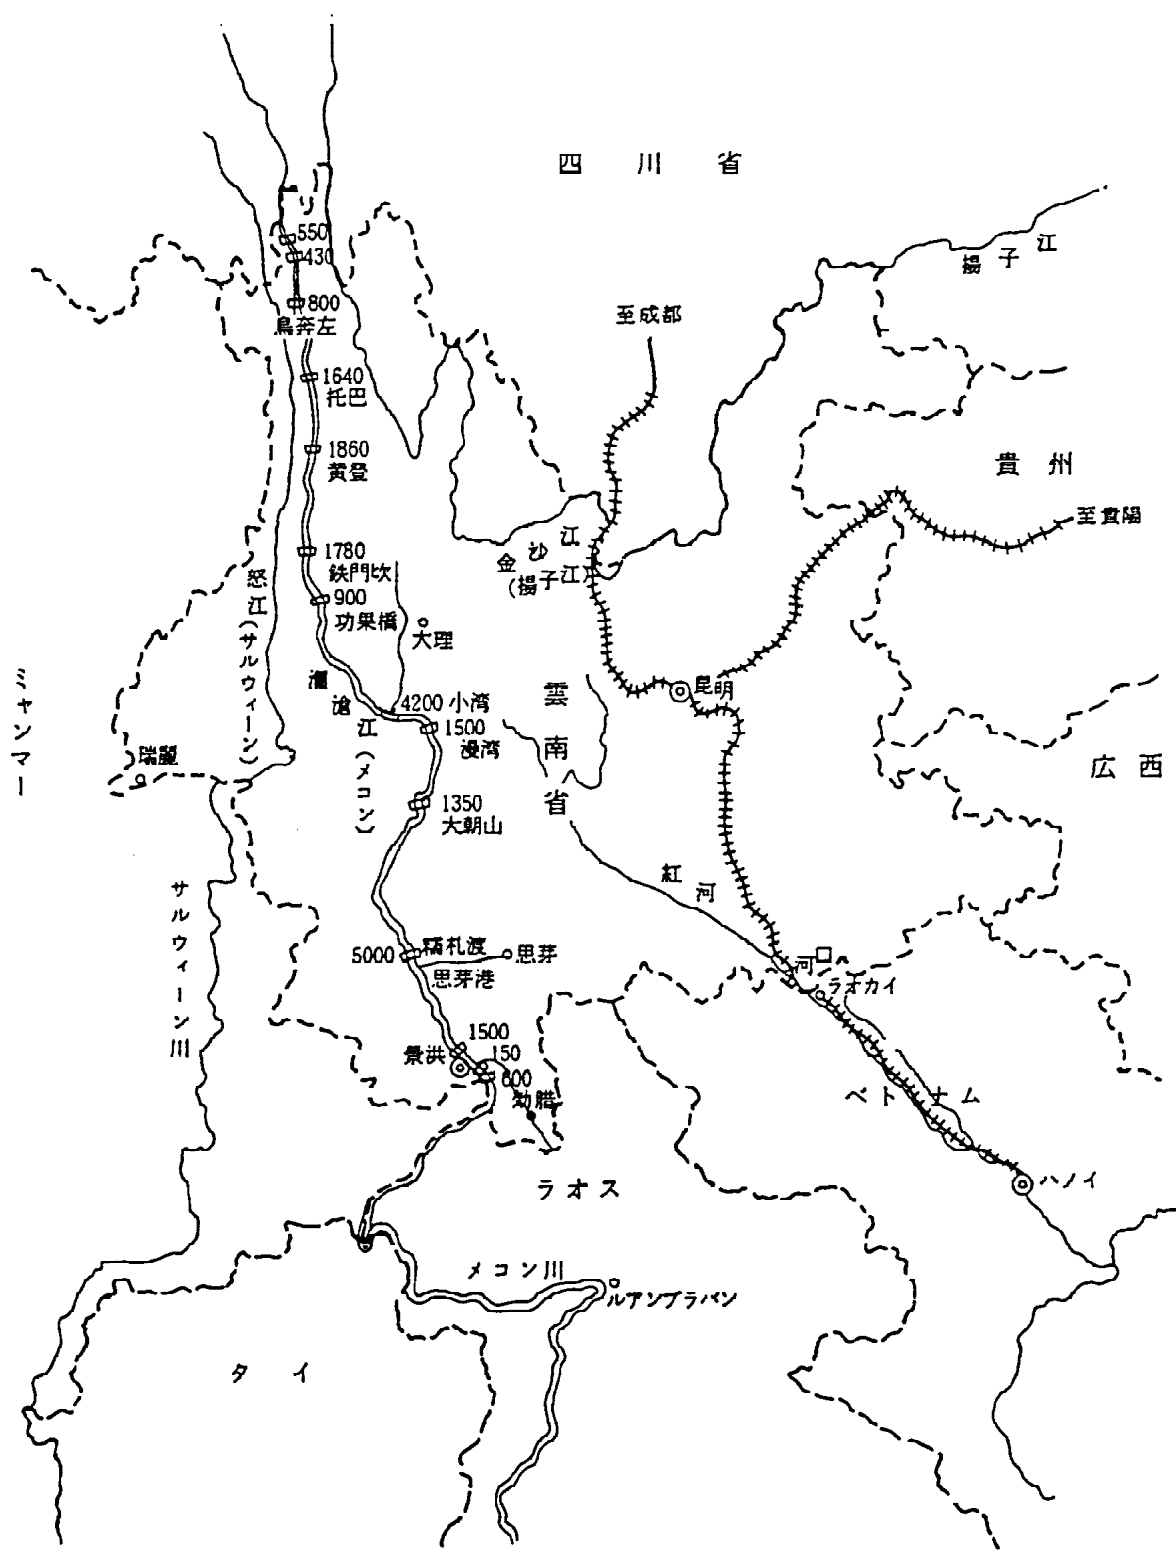 四川省
550
430
800
烏弄左
1640
托巴
1860
黄登
1780
鉄門坎
900
功果橋
大理
怒江(サルウィーン)
瀾滄江(メコン)
4200 小湾
1500
漫湾
1350
大朝山
5000
糯札渡
思芽
思芽港
1500
150
600
景洪
勐腊
至成都
揚子江
金沙江
(揚子江)
貴州
至貴陽
昆明
雲南省
広西
紅河
河口
ラオカイ
ベトナム
ハノイ
ミャンマー
瑞麗
サルウィーン川
ラオス
メコン川
ルアンプラバン
タイ